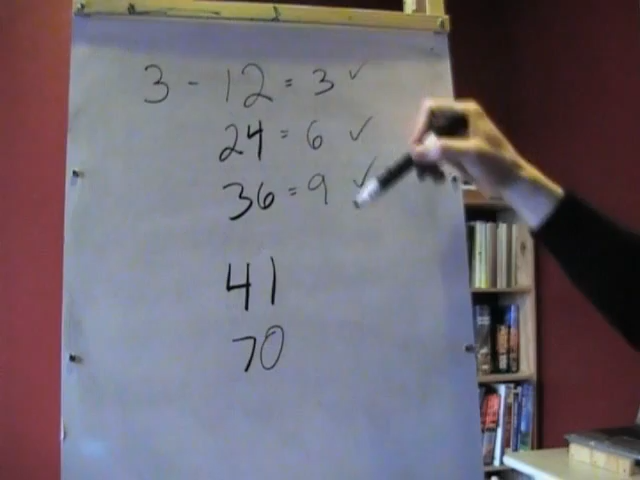 3 - 12 = 3 ✓
24 = 6 ✓
36 = 9 ✓
41
70